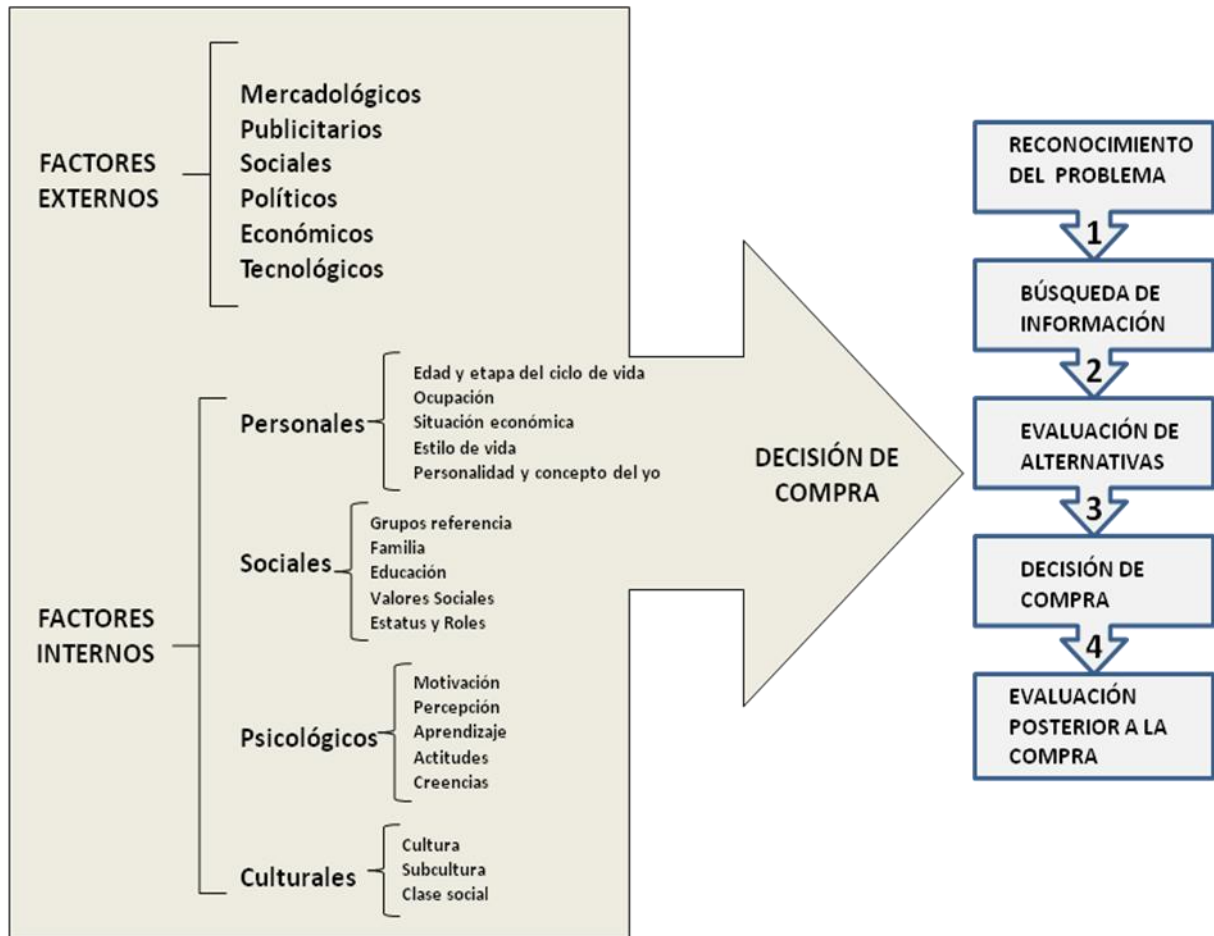 FACTORES
EXTERNOS
Mercadológicos
Publicitarios
Sociales
Políticos
Económicos
Tecnológicos
FACTORES
INTERNOS
Personales
Edad y etapa del ciclo de vida
Ocupación
Situación económica
Estilo de vida
Personalidad y concepto del yo
Sociales
Grupos referencia
Familia
Educación
Valores Sociales
Estatus y Roles
Psicológicos
Motivación
Percepción
Aprendizaje
Actitudes
Creencias
Culturales
Cultura
Subcultura
Clase social
DECISIÓN DE
COMPRA
RECONOCIMIENTO
DEL PROBLEMA
1
BÚSQUEDA DE
INFORMACIÓN
2
EVALUACIÓN DE
ALTERNATIVAS
3
DECISIÓN DE
COMPRA
4
EVALUACIÓN
POSTERIOR A LA
COMPRA